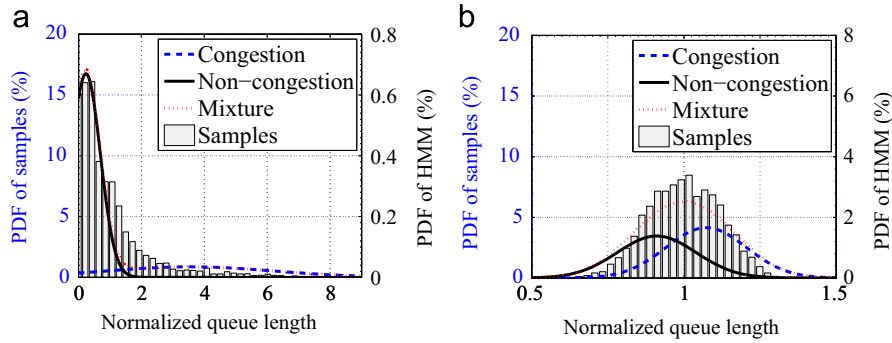 a
b
20
15
10
5
0
PDF of samples (%)
0.8
0.6
0.4
0.2
0
PDF of HMM (%)
Congestion
Non−congestion
Mixture
Samples
0 2 4 6 8
Normalized queue length
20
15
10
5
0
PDF of samples (%)
8
6
4
2
0
PDF of HMM (%)
Congestion
Non−congestion
Mixture
Samples
0.5 1 1.5
Normalized queue length